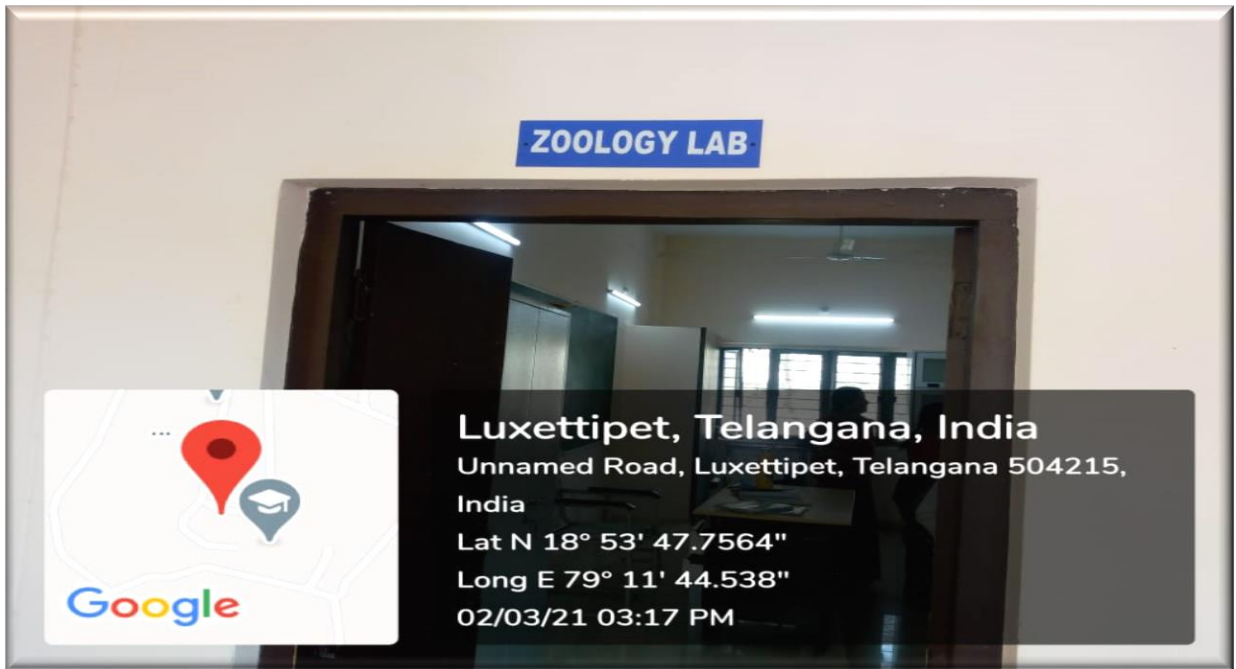 ZOOLOGY LAB
Luxettipet, Telangana, India
Unnamed Road, Luxettipet, Telangana 504215,
India
Lat N 18° 53' 47.7564"
Long E 79° 11' 44.538"
02/03/21 03:17 PM
Google